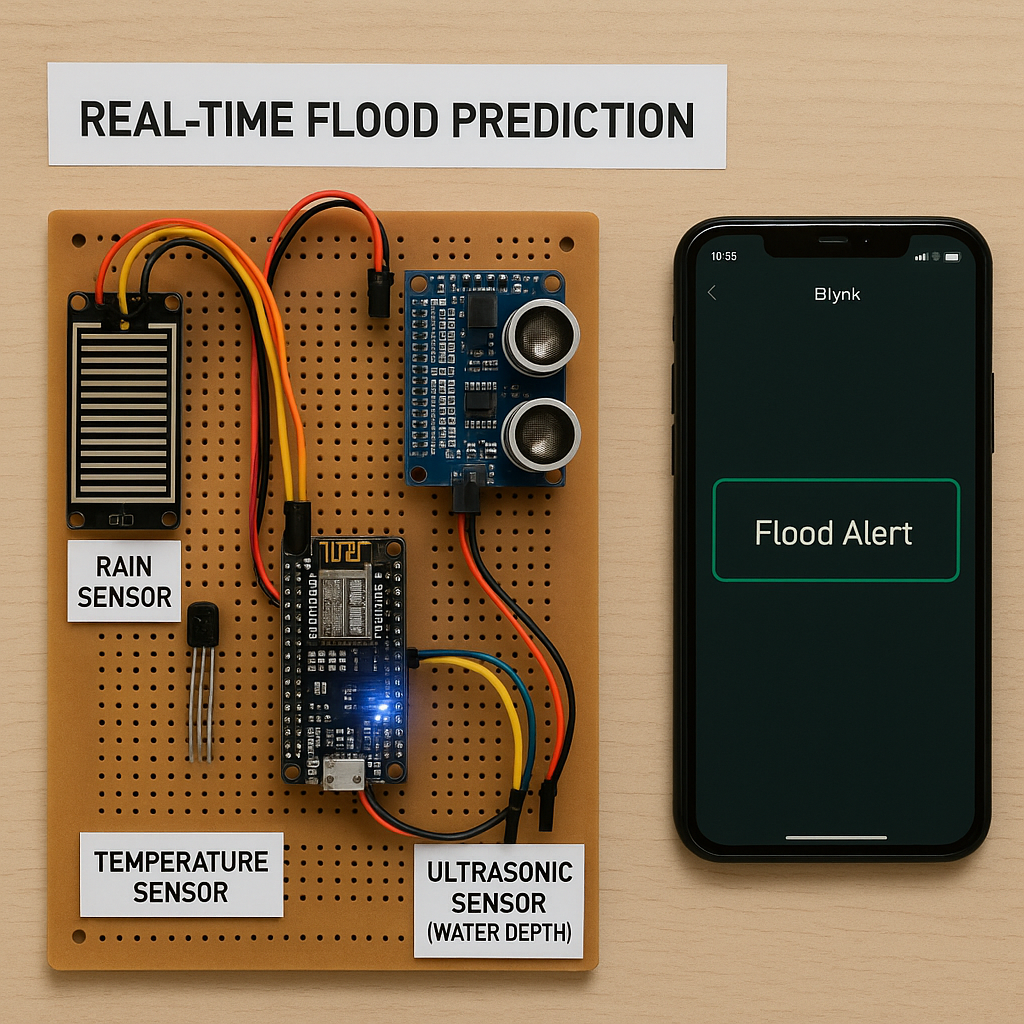 REAL-TIME FLOOD PREDICTION
10:55
Blynk
Flood Alert
RAIN
SENSOR
TEMPERATURE
SENSOR
ULTRASONIC
SENSOR
(WATER DEPTH)